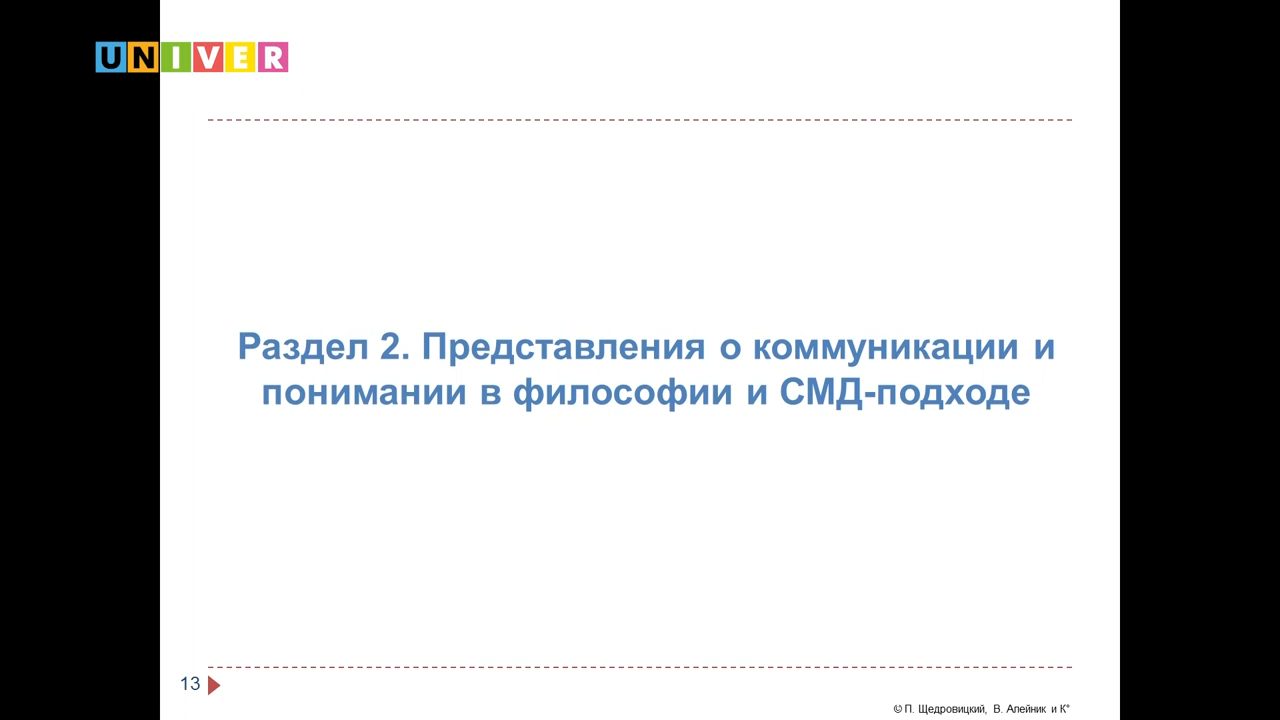 UNIVER
Раздел 2. Представления о коммуникации и
понимании в философии и СМД-подходе
13
© П. Щедровицкий, В. Алейник и К°